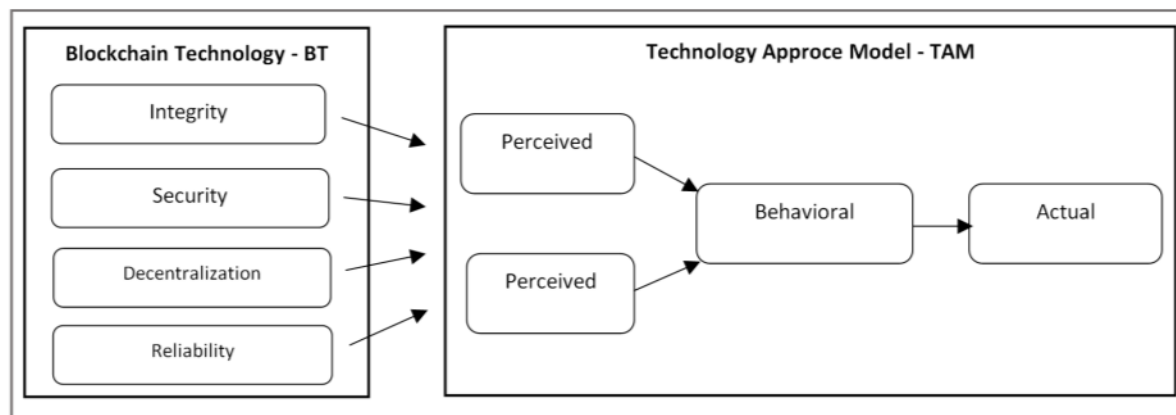 Blockchain Technology - BT
Integrity
Security
Decentralization
Reliability
Technology Approce Model - TAM
Perceived
Perceived
Behavioral
Actual